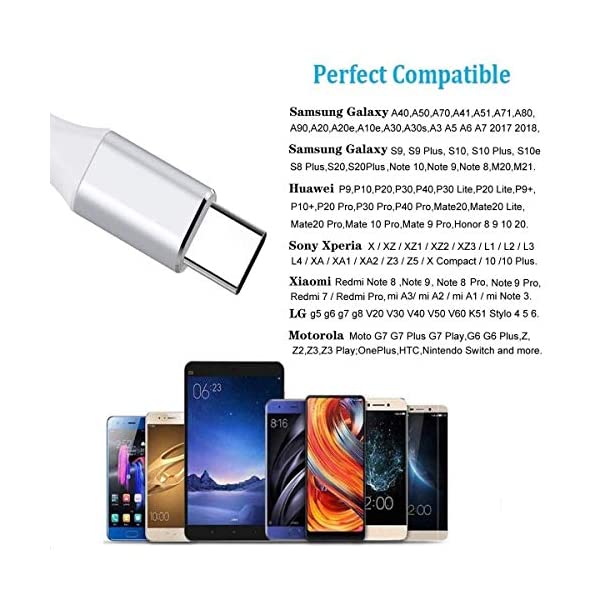 Perfect Compatible
Samsung Galaxy A40,A50,A70,A41,A51,A71,A80,
A90,A20,A20e,A10e,A30,A30s,A3 A5 A6 A7 2017 2018,
Samsung Galaxy S9, S9 Plus, S10, S10 Plus, S10e
S8 Plus,S20,S20Plus,Note 10,Note 9,Note 8,M20,M21.
Huawei P9,P10,P20,P30,P40,P30 Lite,P20 Lite,P9+,
P10+,P20 Pro,P30 Pro,P40 Pro,Mate20,Mate20 Lite,
Mate20 Pro,Mate 10 Pro,Mate 9 Pro,Honor 8 9 10 20.
Sony Xperia X / XZ / XZ1 / XZ2 / XZ3 / L1 / L2 / L3
L4 / XA / XA1 / XA2 / Z3 / Z5 / X Compact / 10 /10 Plus.
Xiaomi Redmi Note 8 ,Note 9, Note 8 Pro, Note 9 Pro,
Redmi 7 / Redmi Pro,mi A3/ mi A2 / mi A1 / mi Note 3.
LG g5 g6 g7 g8 V20 V30 V40 V50 V60 K51 Stylo 4 5 6.
Motorola Moto G7 G7 Plus G7 Play,G6 G6 Plus,Z,
Z2,Z3,Z3 Play,OnePlus,HTC,Nintendo Switch and more.
06:23
8:16
10:00
12:00
2:00